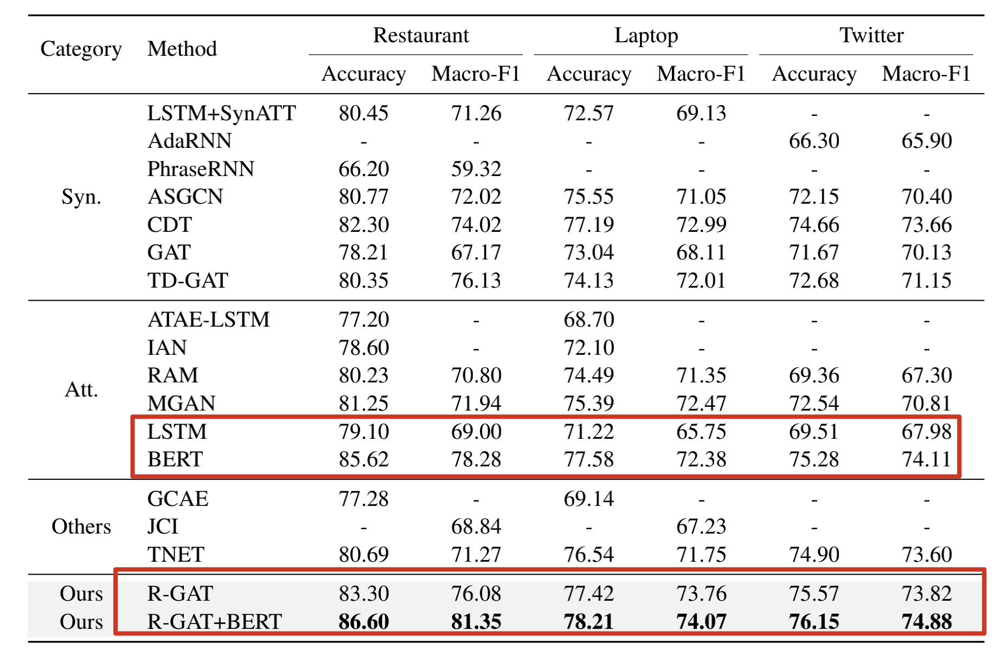 Category Method Restaurant Laptop Twitter
Accuracy Macro-F1 Accuracy Macro-F1 Accuracy Macro-F1
LSTM+SynATT 80.45 71.26 72.57 69.13 - -
AdaRNN - - - - 66.30 65.90
PhraseRNN 66.20 59.32 - - - -
Syn. ASGCN 80.77 72.02 75.55 71.05 72.15 70.40
CDT 82.30 74.02 77.19 72.99 74.66 73.66
GAT 78.21 67.17 73.04 68.11 71.67 70.13
TD-GAT 80.35 76.13 74.13 72.01 72.68 71.15
ATAE-LSTM 77.20 - 68.70 - - -
IAN 78.60 - 72.10 - - -
RAM 80.23 70.80 74.49 71.35 69.36 67.30
Att. MGAN 81.25 71.94 75.39 72.47 72.54 70.81
LSTM 79.10 69.00 71.22 65.75 69.51 67.98
BERT 85.62 78.28 77.58 72.38 75.28 74.11
GCAE 77.28 - 69.14 - - -
Others JCI - 68.84 - 67.23 - -
TNET 80.69 71.27 76.54 71.75 74.90 73.60
Ours R-GAT 83.30 76.08 77.42 73.76 75.57 73.82
Ours R-GAT+BERT 86.60 81.35 78.21 74.07 76.15 74.88